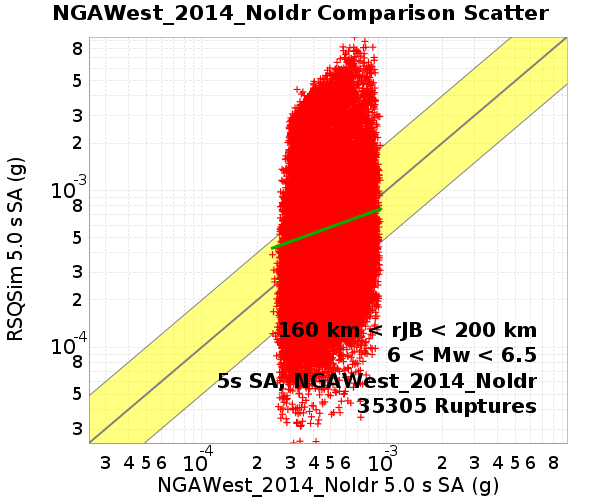 NGAWest_2014_NoIdr Comparison Scatter
RSQSim 5.0 s SA (g)
8
5
3
2
10-3
8
5
3
2
10-4
8
5
3
160 km < rJB < 200 km
6 < Mw < 6.5
5s SA, NGAWest_2014_NoIdr
35305 Ruptures
3 4 5 6 10-4 2 3 4 5 6 10-3 2 3 4 5 6 8
NGAWest_2014_NoIdr 5.0 s SA (g)